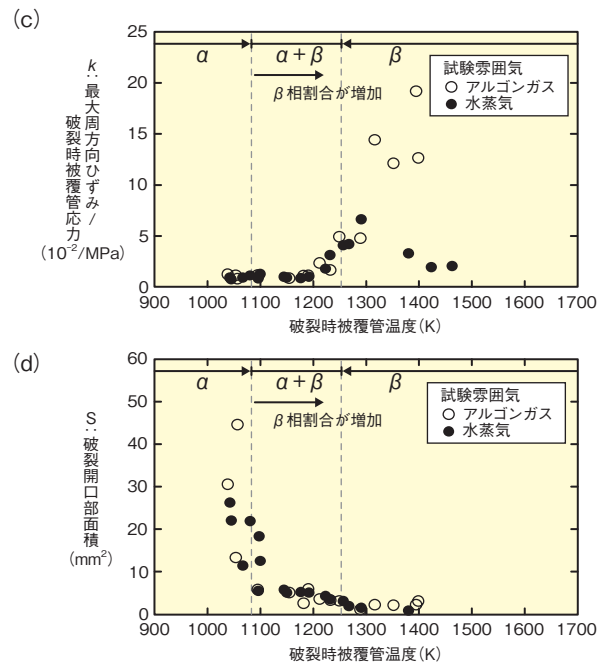 (c)
k：最大周方向ひずみ/
破裂時被覆管応力
(10⁻²/MPa)
25
20
15
10
5
0
α
α + β
β
β 相割合が増加
試験雰囲気
○ アルゴンガス
● 水蒸気
900 1000 1100 1200 1300 1400 1500 1600 1700
破裂時被覆管温度(K)
(d)
S：破裂開口部面積
(mm²)
60
50
40
30
20
10
0
α
α + β
β
β 相割合が増加
試験雰囲気
○ アルゴンガス
● 水蒸気
900 1000 1100 1200 1300 1400 1500 1600 1700
破裂時被覆管温度(K)